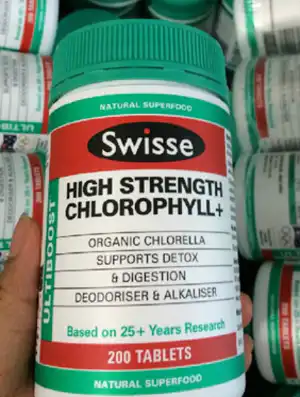 NATURAL SUPERFOOD
Swisse
HIGH STRENGTH
CHLOROPHYLL+
ULTIBOOST
ORGANIC CHLORELLA
SUPPORTS DETOX
& DIGESTION
DEODORISER & ALKALISER
Based on 25+ Years Research
200 TABLETS
NATURAL SUPERFOOD